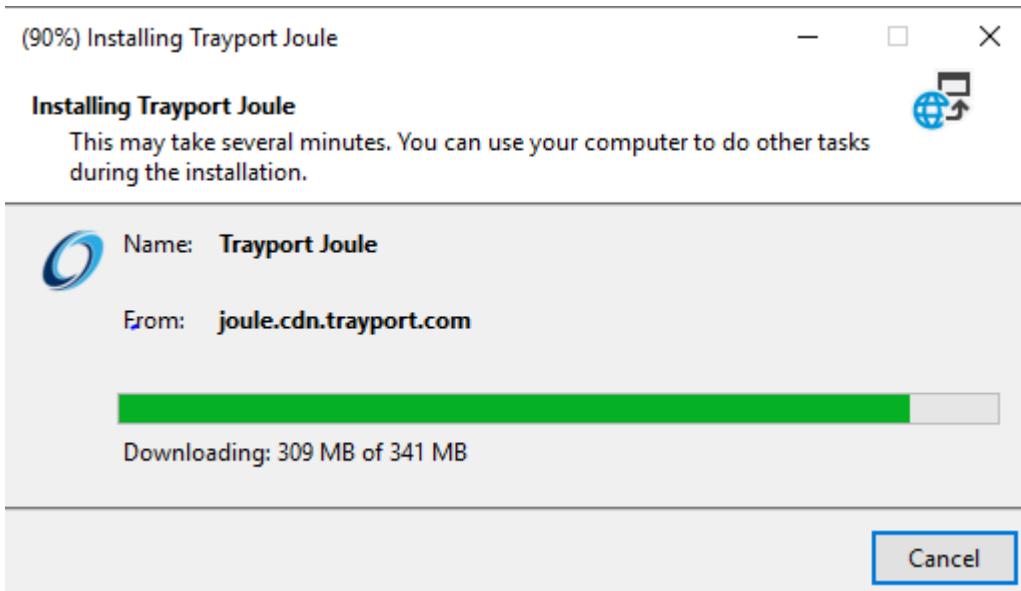 (90%) Installing Trayport Joule
Installing Trayport Joule
This may take several minutes. You can use your computer to do other tasks
during the installation.
Name: Trayport Joule
From: joule.cdn.trayport.com
Downloading: 309 MB of 341 MB
Cancel